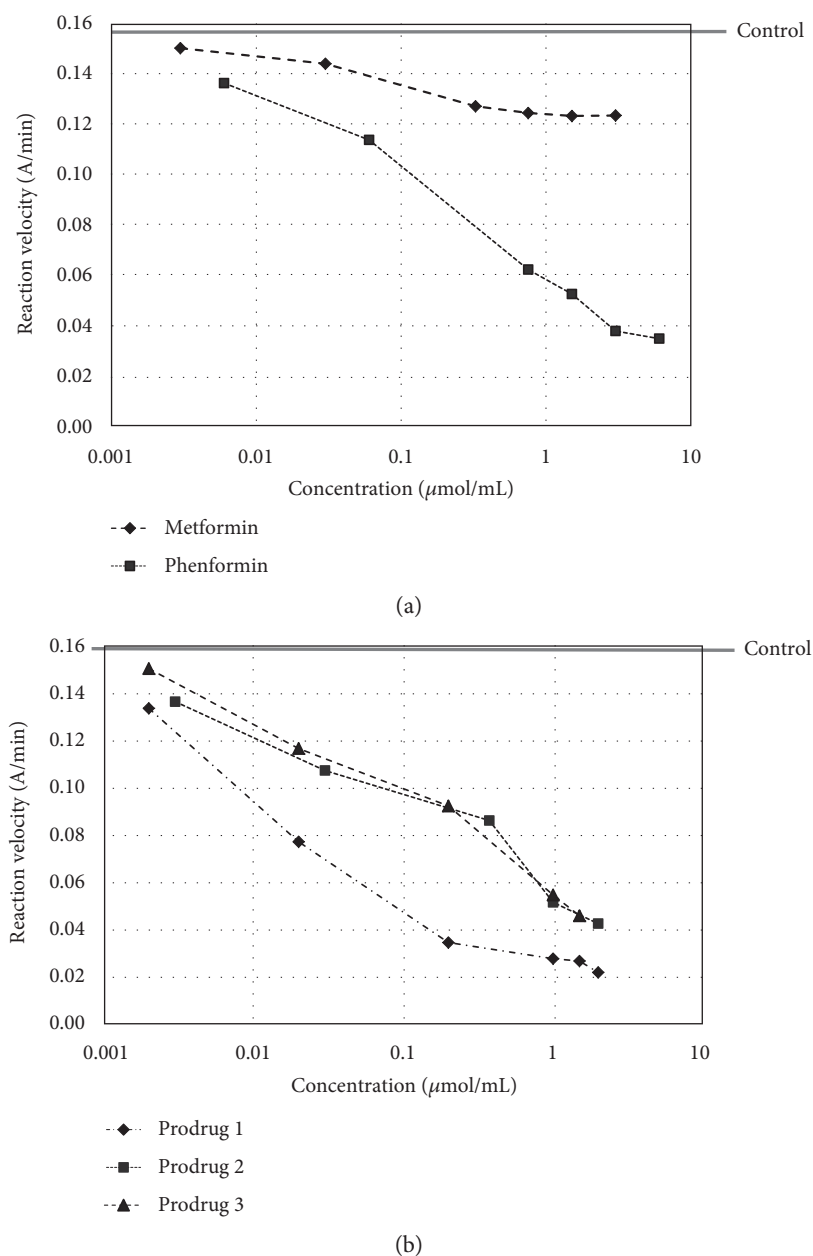 0.16
Control
0.14
0.12
0.10
0.08
0.06
0.04
0.02
0.00
Reaction velocity (A/min)
0.001 0.01 0.1 1 10
Concentration (μmol/mL)
Metformin
Phenformin
(a)
0.16
Control
0.14
0.12
0.10
0.08
0.06
0.04
0.02
0.00
Reaction velocity (A/min)
0.001 0.01 0.1 1 10
Concentration (μmol/mL)
Prodrug 1
Prodrug 2
Prodrug 3
(b)